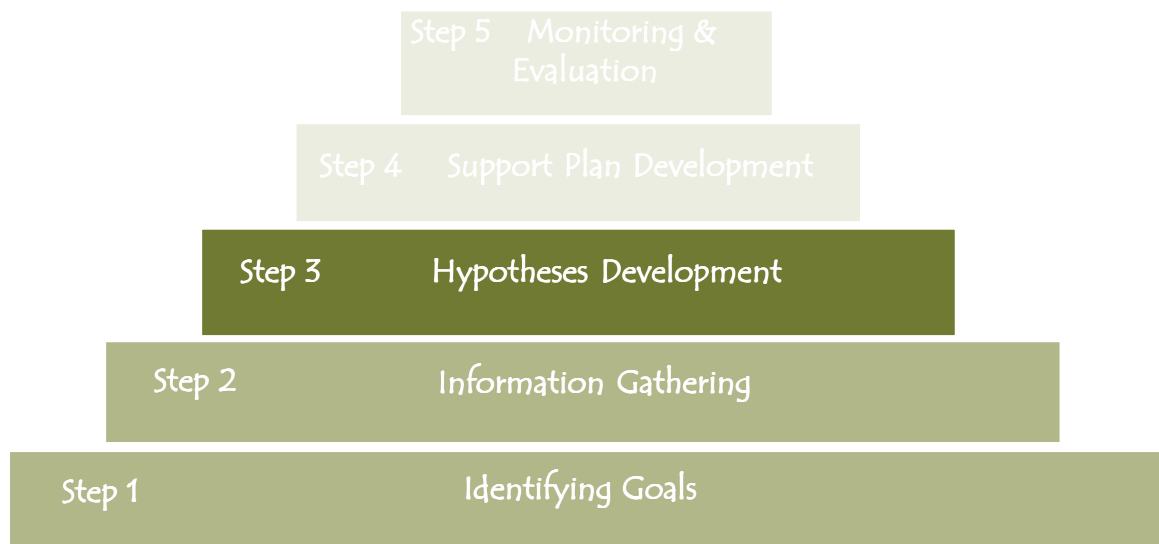 Step 5 Monitoring &
Evaluation
Step 4 Support Plan Development
Step 3 Hypotheses Development
Step 2 Information Gathering
Step 1 Identifying Goals